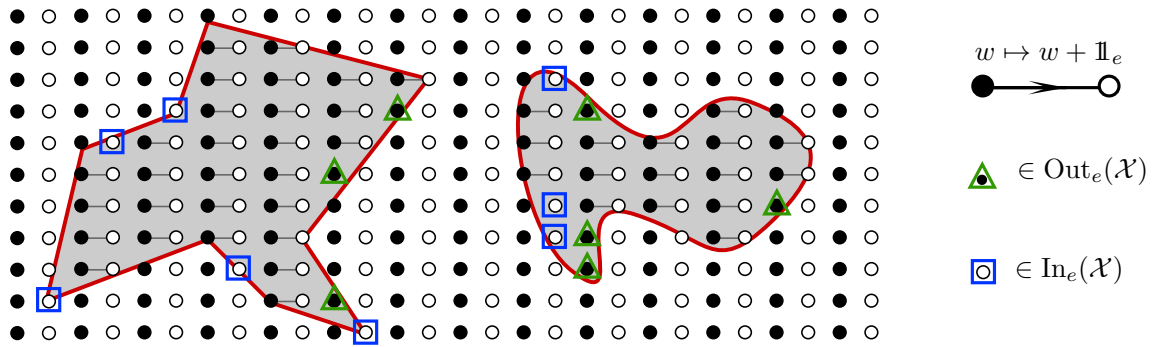 w ↦ w + 𝟙_e
∈ Out_e(𝒳)
∈ In_e(𝒳)